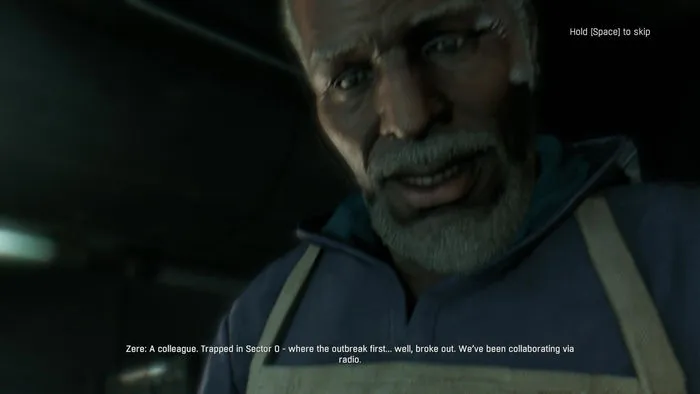 Hold [Space] to skip
Zere: A colleague. Trapped in Sector 0 - where the outbreak first... well, broke out. We've been collaborating via
radio.